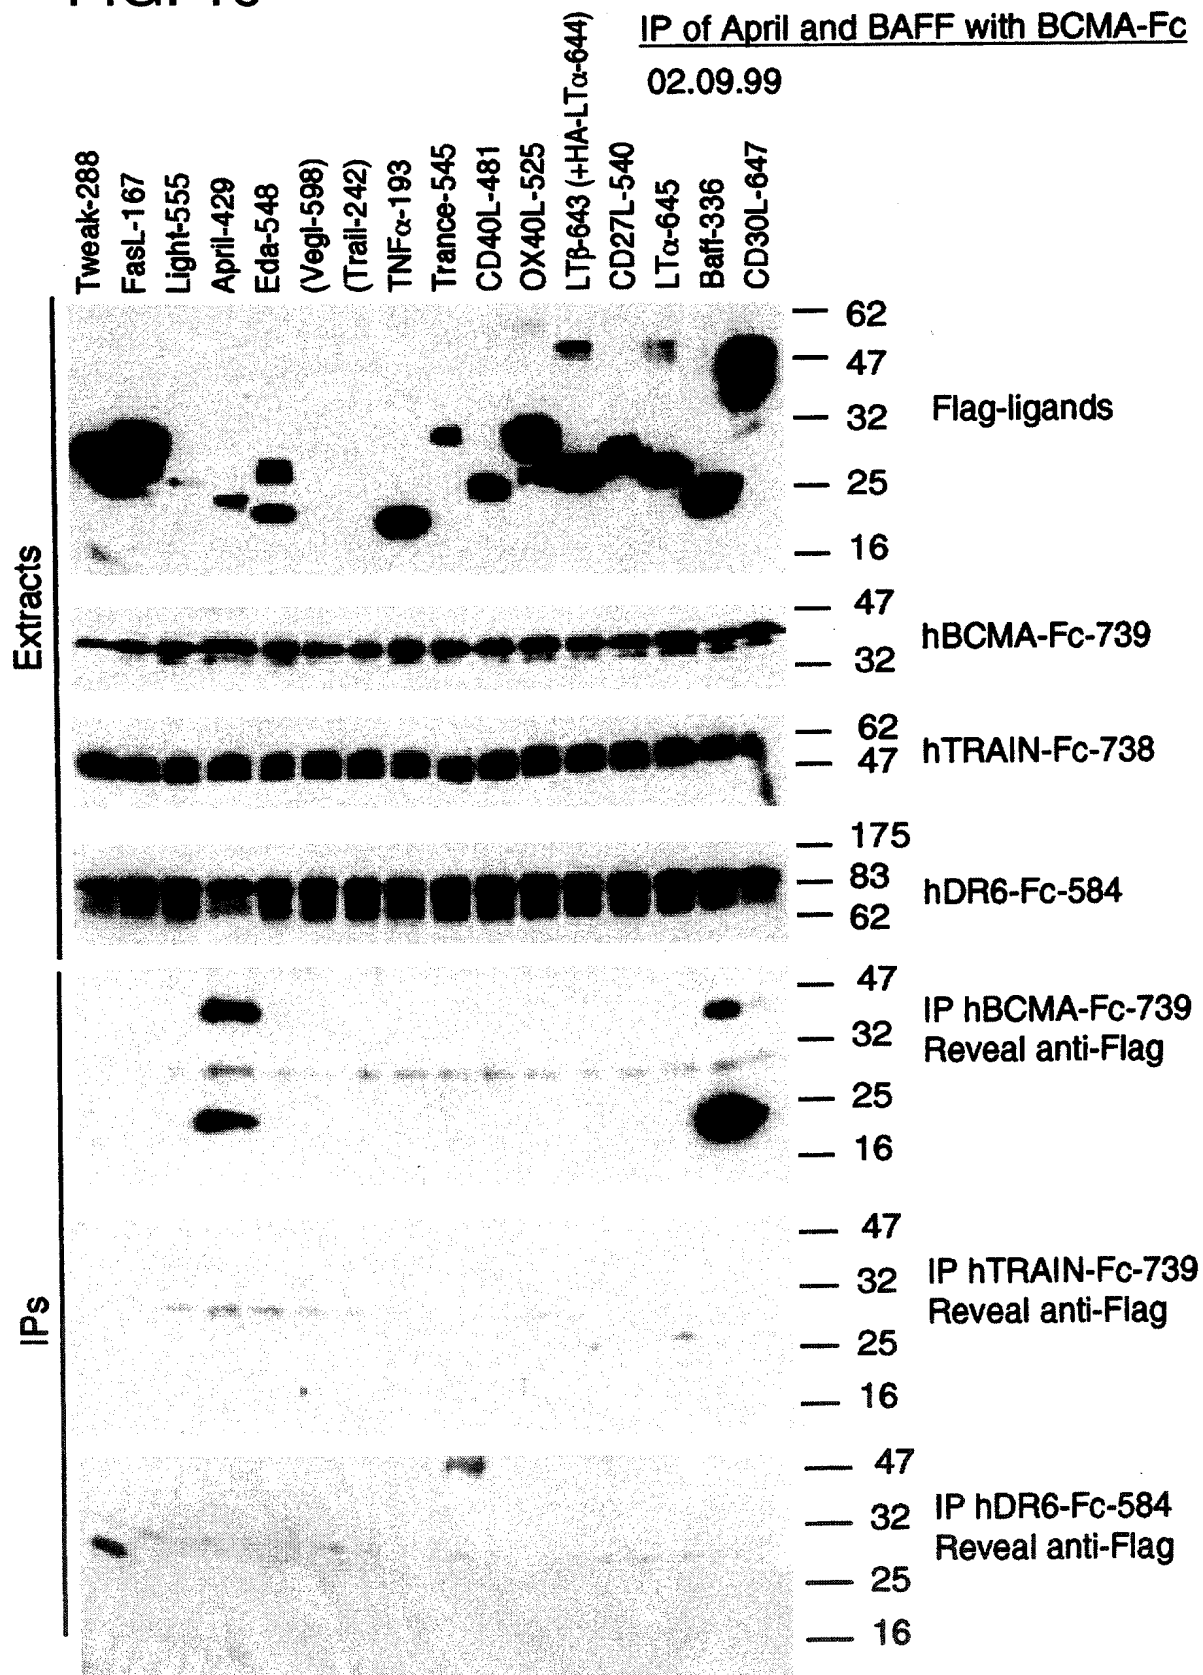 IP of April and BAFF with BCMA-Fc
02.09.99
Tweak-288
FasL-167
Light-555
April-429
Eda-548
(Vegl-598)
(Trail-242)
TNFα-193
Trance-545
CD40L-481
OX40L-525
LTβ-643 (+HA-LTα-644)
CD27L-540
LTα-645
Baff-336
CD30L-647
Extracts
62
47
32
25
16
Flag-ligands
47
32
hBCMA-Fc-739
62
47
hTRAIN-Fc-738
175
83
62
hDR6-Fc-584
IPs
47
32
25
16
IP hBCMA-Fc-739
Reveal anti-Flag
47
32
25
16
IP hTRAIN-Fc-739
Reveal anti-Flag
47
32
25
16
IP hDR6-Fc-584
Reveal anti-Flag